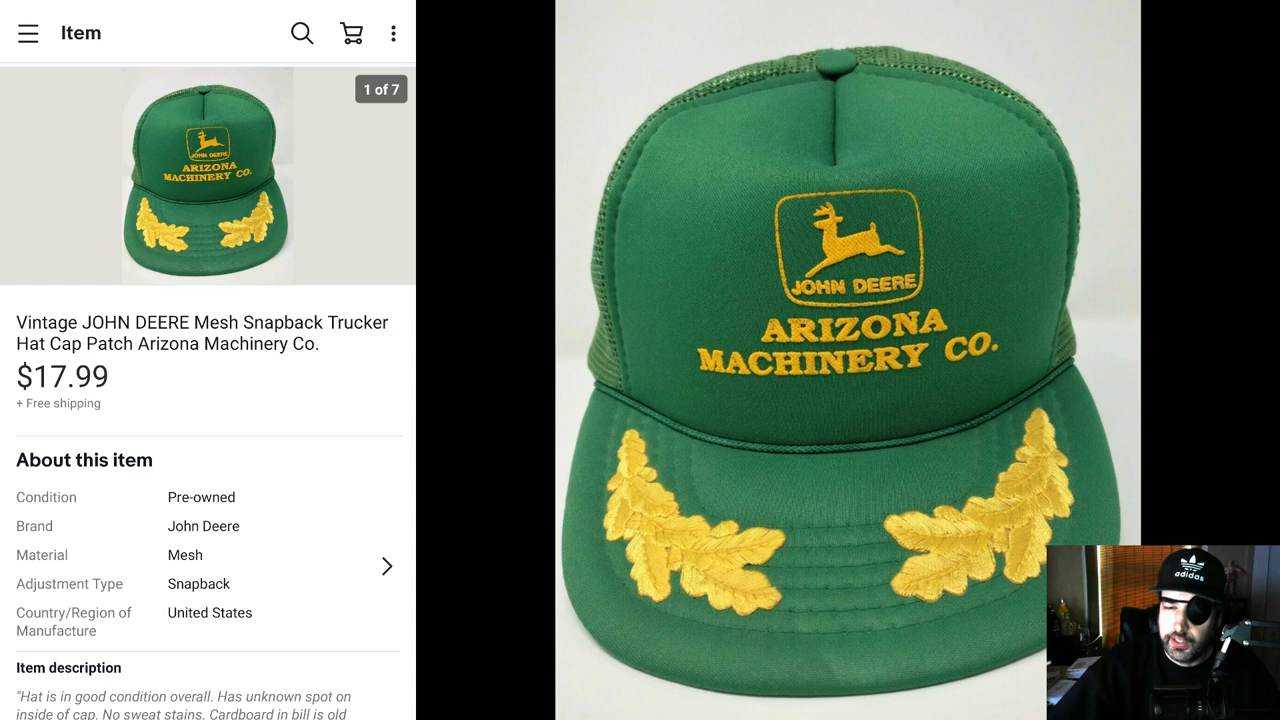 Item
1 of 7
JOHN DEERE
ARIZONA
MACHINERY CO.
Vintage JOHN DEERE Mesh Snapback Trucker
Hat Cap Patch Arizona Machinery Co.
$17.99
+ Free shipping
About this item
Condition Pre-owned
Brand John Deere
Material Mesh
Adjustment Type Snapback
Country/Region of United States
Manufacture
Item description
"Hat is in good condition overall. Has unknown spot on
inside of cap. No sweat stains. Cardboard in bill is old
JOHN DEERE
ARIZONA
MACHINERY CO.
adidas